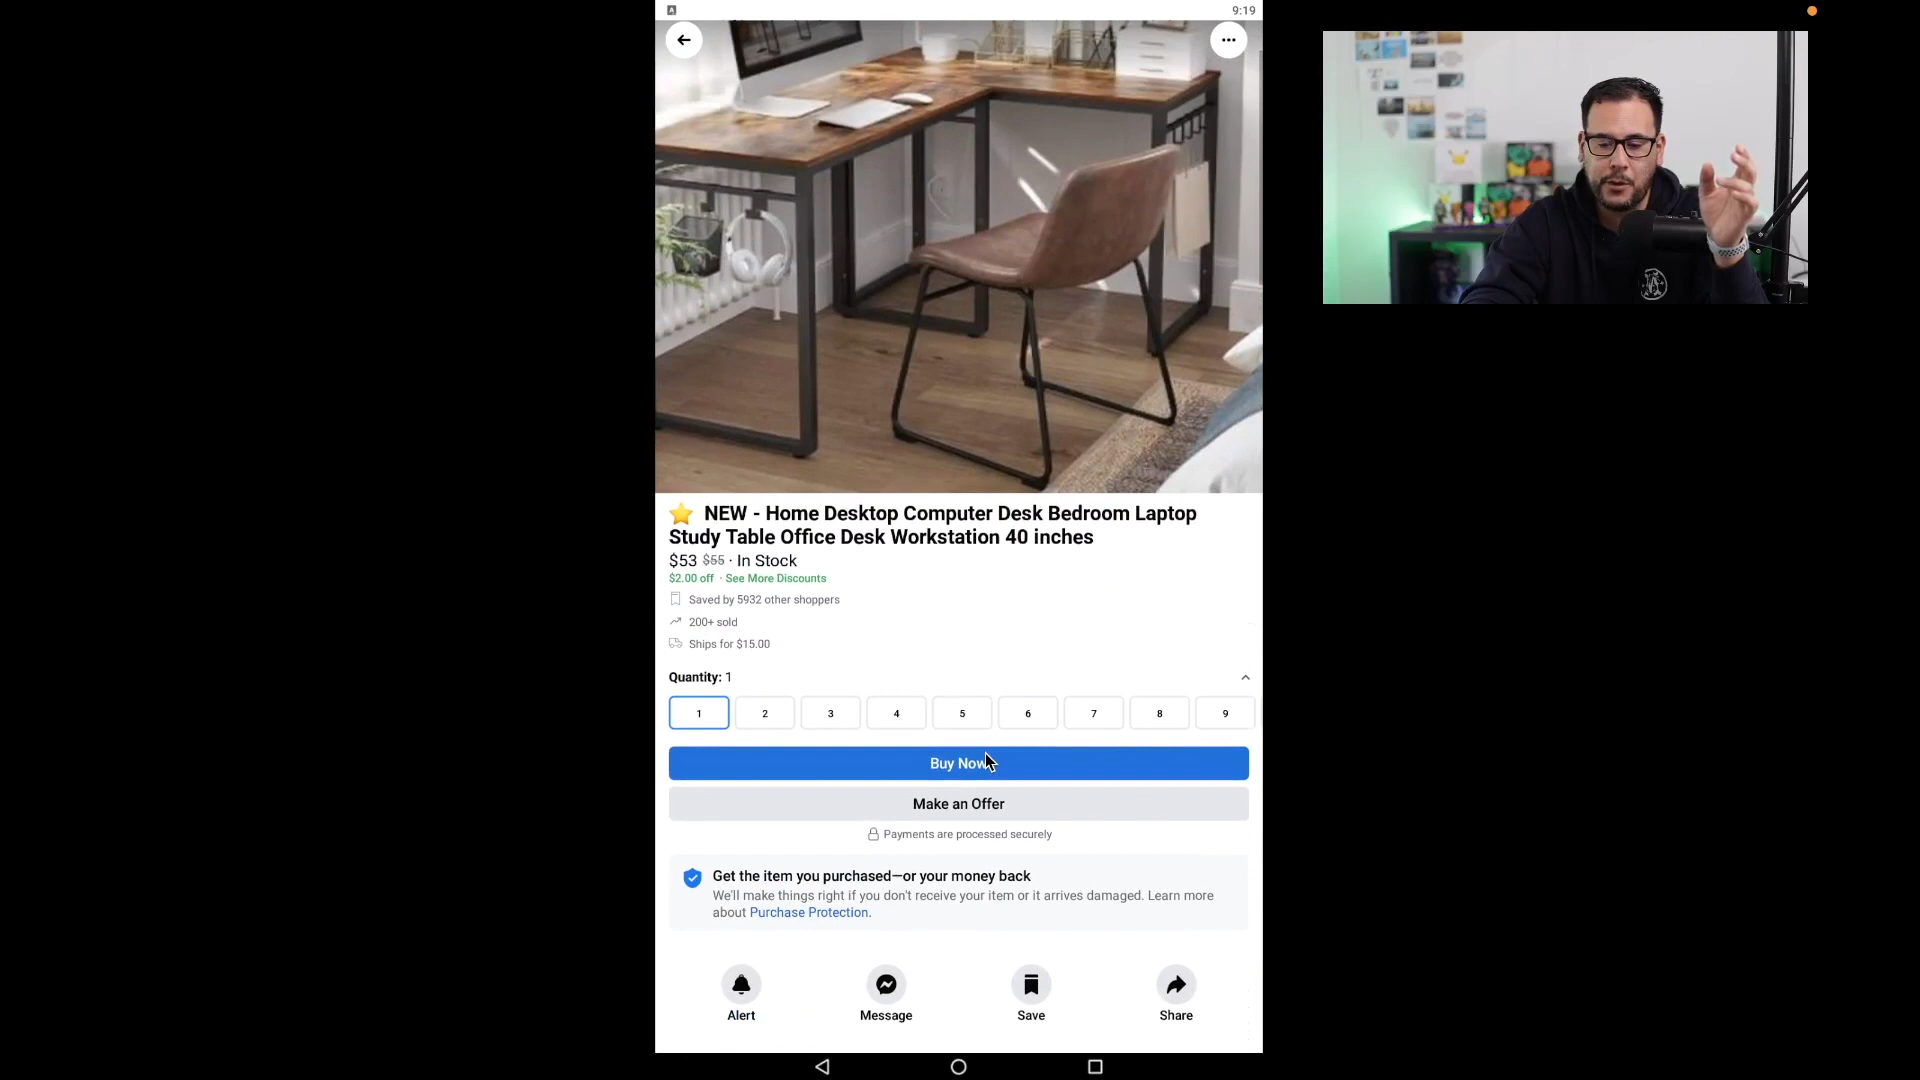 9:19
NEW - Home Desktop Computer Desk Bedroom Laptop
Study Table Office Desk Workstation 40 inches
$53 $55 · In Stock
$2.00 off · See More Discounts
Saved by 5932 other shoppers
200+ sold
Ships for $15.00
Quantity: 1
1 2 3 4 5 6 7 8 9
Buy Now
Make an Offer
Payments are processed securely
Get the item you purchased—or your money back
We'll make things right if you don't receive your item or it arrives damaged. Learn more
about Purchase Protection.
Alert Message Save Share